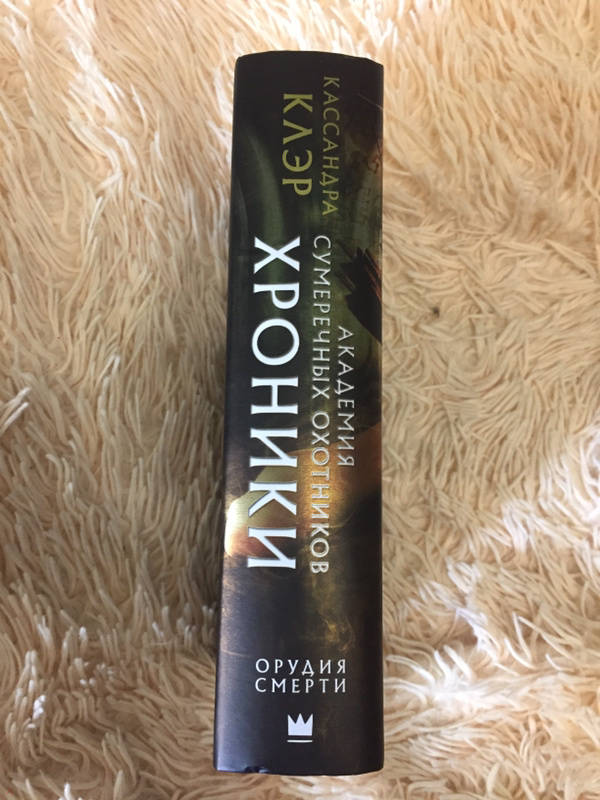 КАССАНДРА
КЛЭР
АКАДЕМИЯ
СУМЕРЕЧНЫХ ОХОТНИКОВ
ХРОНИКИ
ОРУДИЯ
СМЕРТИ